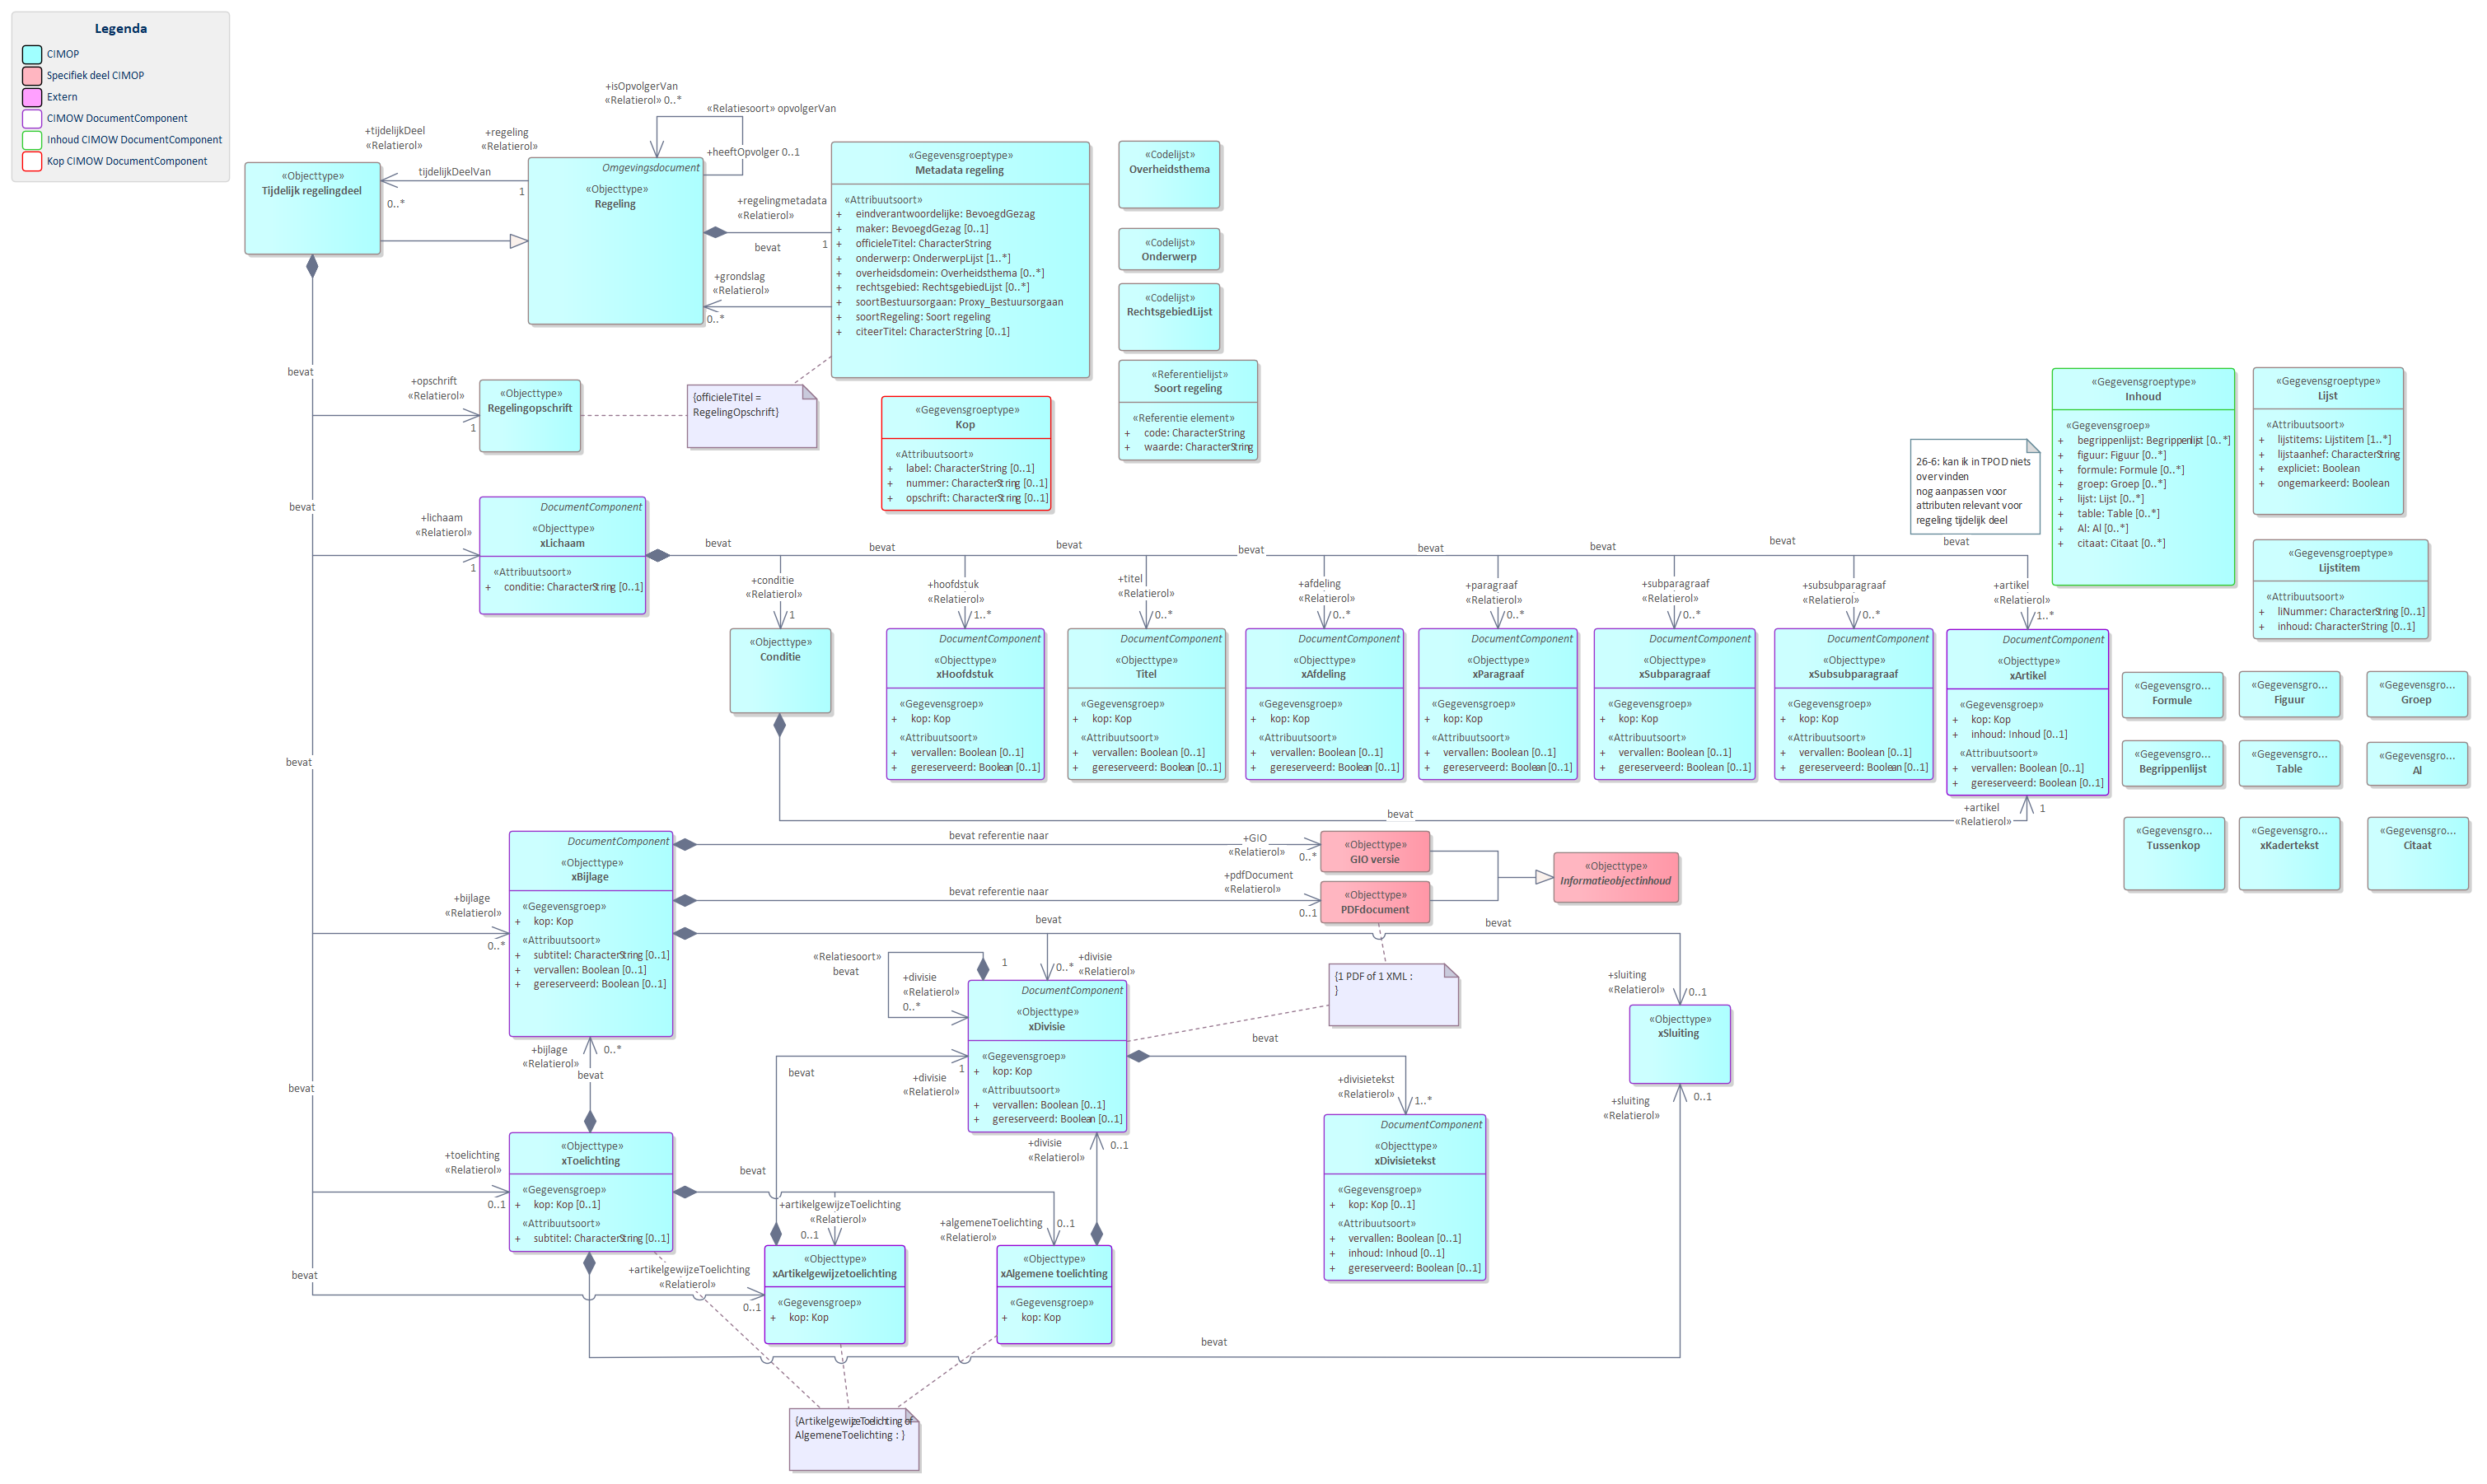 Legenda
CIMOP
Specifiek deel CIMOP
Extern
CIMOW DocumentComponent
Inhoud CIMOW DocumentComponent
Kop CIMOW DocumentComponent
+isOpvolgerVan
«Relatierol» 0..*
«Relatiesoort» opvolgerVan
+heeftOpvolger 0..1
+tijdelijkDeel
«Relatierol»
+regeling
«Relatierol»
tijdelijkDeelVan
0..*
1
«Objecttype»
Tijdelijk regelingdeel
Omgevingsdocument
«Objecttype»
Regeling
+regelingmetadata
«Relatierol»
bevat
1
+grondslag
«Relatierol»
0..*
«Gegevensgroeptype»
Metadata regeling
«Attribuutsoort»
+ eindverantwoordelijke: BevoegdGezag
+ maker: BevoegdGezag [0..1]
+ officieleTitel: CharacterString
+ onderwerp: OnderwerpLijst [1..*]
+ overheidsdomein: Overheidsthema [0..*]
+ rechtsgebied: RechtsgebiedLijst [0..*]
+ soortBestuursorgaan: Proxy_Bestuursorgaan
+ soortRegeling: Soort regeling
+ citeerTitel: CharacterString [0..1]
«Codelijst»
Overheidsthema
«Codelijst»
Onderwerp
«Codelijst»
RechtsgebiedLijst
«Referentielijst»
Soort regeling
«Referentie element»
+ code: CharacterString
+ waarde: CharacterString
bevat
+opschrift
«Relatierol»
1
«Objecttype»
Regelingopschrift
{officieleTitel =
RegelingOpschrift}
«Gegevensgroeptype»
Kop
«Attribuutsoort»
+ label: CharacterString [0..1]
+ nummer: CharacterString [0..1]
+ opschrift: CharacterString [0..1]
26-6: kan ik in TPOD niets
over vinden
nog aanpassen voor
attributen relevant voor
regeling tijdelijk deel
«Gegevensgroeptype»
Inhoud
«Gegevensgroep»
+ begrippenlijst: Begrippenlijst [0..*]
+ figuur: Figuur [0..*]
+ formule: Formule [0..*]
+ groep: Groep [0..*]
+ lijst: Lijst [0..*]
+ table: Table [0..*]
+ Al: Al [0..*]
+ citaat: Citaat [0..*]
«Gegevensgroeptype»
Lijst
«Attribuutsoort»
+ lijstitems: Lijstitem [1..*]
+ lijstaanhef: CharacterString
+ expliciet: Boolean
+ ongemarkeerd: Boolean
«Gegevensgroeptype»
Lijstitem
«Attribuutsoort»
+ liNummer: CharacterString [0..1]
+ inhoud: CharacterString [0..1]
bevat
+lichaam
«Relatierol»
1
DocumentComponent
«Objecttype»
xLichaam
«Attribuutsoort»
+ conditie: CharacterString [0..1]
bevat
bevat
bevat
bevat
bevat
bevat
bevat
bevat
+conditie
«Relatierol»
1
+hoofdstuk
«Relatierol»
1..*
+titel
«Relatierol»
0..*
+afdeling
«Relatierol»
0..*
+paragraaf
«Relatierol»
0..*
+subparagraaf
«Relatierol»
0..*
+subsubparagraaf
«Relatierol»
0..*
+artikel
«Relatierol»
1..*
«Objecttype»
Conditie
DocumentComponent
«Objecttype»
xHoofdstuk
«Gegevensgroep»
+ kop: Kop
«Attribuutsoort»
+ vervallen: Boolean [0..1]
+ gereserveerd: Boolean [0..1]
DocumentComponent
«Objecttype»
Titel
«Gegevensgroep»
+ kop: Kop
«Attribuutsoort»
+ vervallen: Boolean [0..1]
+ gereserveerd: Boolean [0..1]
DocumentComponent
«Objecttype»
xAfdeling
«Gegevensgroep»
+ kop: Kop
«Attribuutsoort»
+ vervallen: Boolean [0..1]
+ gereserveerd: Boolean [0..1]
DocumentComponent
«Objecttype»
xParagraaf
«Gegevensgroep»
+ kop: Kop
«Attribuutsoort»
+ vervallen: Boolean [0..1]
+ gereserveerd: Boolean [0..1]
DocumentComponent
«Objecttype»
xSubparagraaf
«Gegevensgroep»
+ kop: Kop
«Attribuutsoort»
+ vervallen: Boolean [0..1]
+ gereserveerd: Boolean [0..1]
DocumentComponent
«Objecttype»
xSubsubparagraaf
«Gegevensgroep»
+ kop: Kop
«Attribuutsoort»
+ vervallen: Boolean [0..1]
+ gereserveerd: Boolean [0..1]
DocumentComponent
«Objecttype»
xArtikel
«Gegevensgroep»
+ kop: Kop
+ inhoud: Inhoud [0..1]
«Attribuutsoort»
+ vervallen: Boolean [0..1]
+ gereserveerd: Boolean [0..1]
«Gegevensgro...
Formule
«Gegevensgro...
Figuur
«Gegevensgro...
Groep
«Gegevensgro...
Begrippenlijst
«Gegevensgro...
Table
«Gegevensgro...
Al
«Gegevensgro...
Tussenkop
«Gegevensgro...
xKadertekst
«Gegevensgro...
Citaat
bevat
bevat
+artikel
«Relatierol»
1
+bijlage
«Relatierol»
0..*
DocumentComponent
«Objecttype»
xBijlage
«Gegevensgroep»
+ kop: Kop
«Attribuutsoort»
+ subtitel: CharacterString [0..1]
+ vervallen: Boolean [0..1]
+ gereserveerd: Boolean [0..1]
bevat referentie naar
+GIO
«Relatierol»
0..*
«Objecttype»
GIO versie
bevat referentie naar
+pdfDocument
«Relatierol»
0..1
«Objecttype»
PDFdocument
«Objecttype»
Informatieobjectinhoud
bevat
bevat
«Relatiesoort»
bevat
1
+divisie
«Relatierol»
0..*
0..*
+divisie
«Relatierol»
DocumentComponent
«Objecttype»
xDivisie
«Gegevensgroep»
+ kop: Kop
«Attribuutsoort»
+ vervallen: Boolean [0..1]
+ gereserveerd: Boolean [0..1]
{1 PDF of 1 XML :
}
+sluiting
«Relatierol»
0..1
«Objecttype»
xSluiting
+sluiting
«Relatierol»
0..1
bevat
+divisietekst
«Relatierol»
1..*
DocumentComponent
«Objecttype»
xDivisietekst
«Gegevensgroep»
+ kop: Kop [0..1]
«Attribuutsoort»
+ vervallen: Boolean [0..1]
+ inhoud: Inhoud [0..1]
+ gereserveerd: Boolean [0..1]
+bijlage
«Relatierol»
0..*
bevat
bevat
bevat
1
+divisie
«Relatierol»
+divisie
«Relatierol»
0..1
+toelichting
«Relatierol»
0..1
«Objecttype»
xToelichting
«Gegevensgroep»
+ kop: Kop [0..1]
«Attribuutsoort»
+ subtitel: CharacterString [0..1]
bevat
+artikelgewijzeToelichting
«Relatierol»
0..1
+algemeneToelichting
«Relatierol»
0..1
bevat
+artikelgewijzeToelichting
«Relatierol»
0..1
«Objecttype»
xArtikelgewijzetoelichting
«Gegevensgroep»
+ kop: Kop
«Objecttype»
xAlgemene toelichting
«Gegevensgroep»
+ kop: Kop
bevat
{ArtikelgewijzeToelichting of
AlgemeneToelichting : }